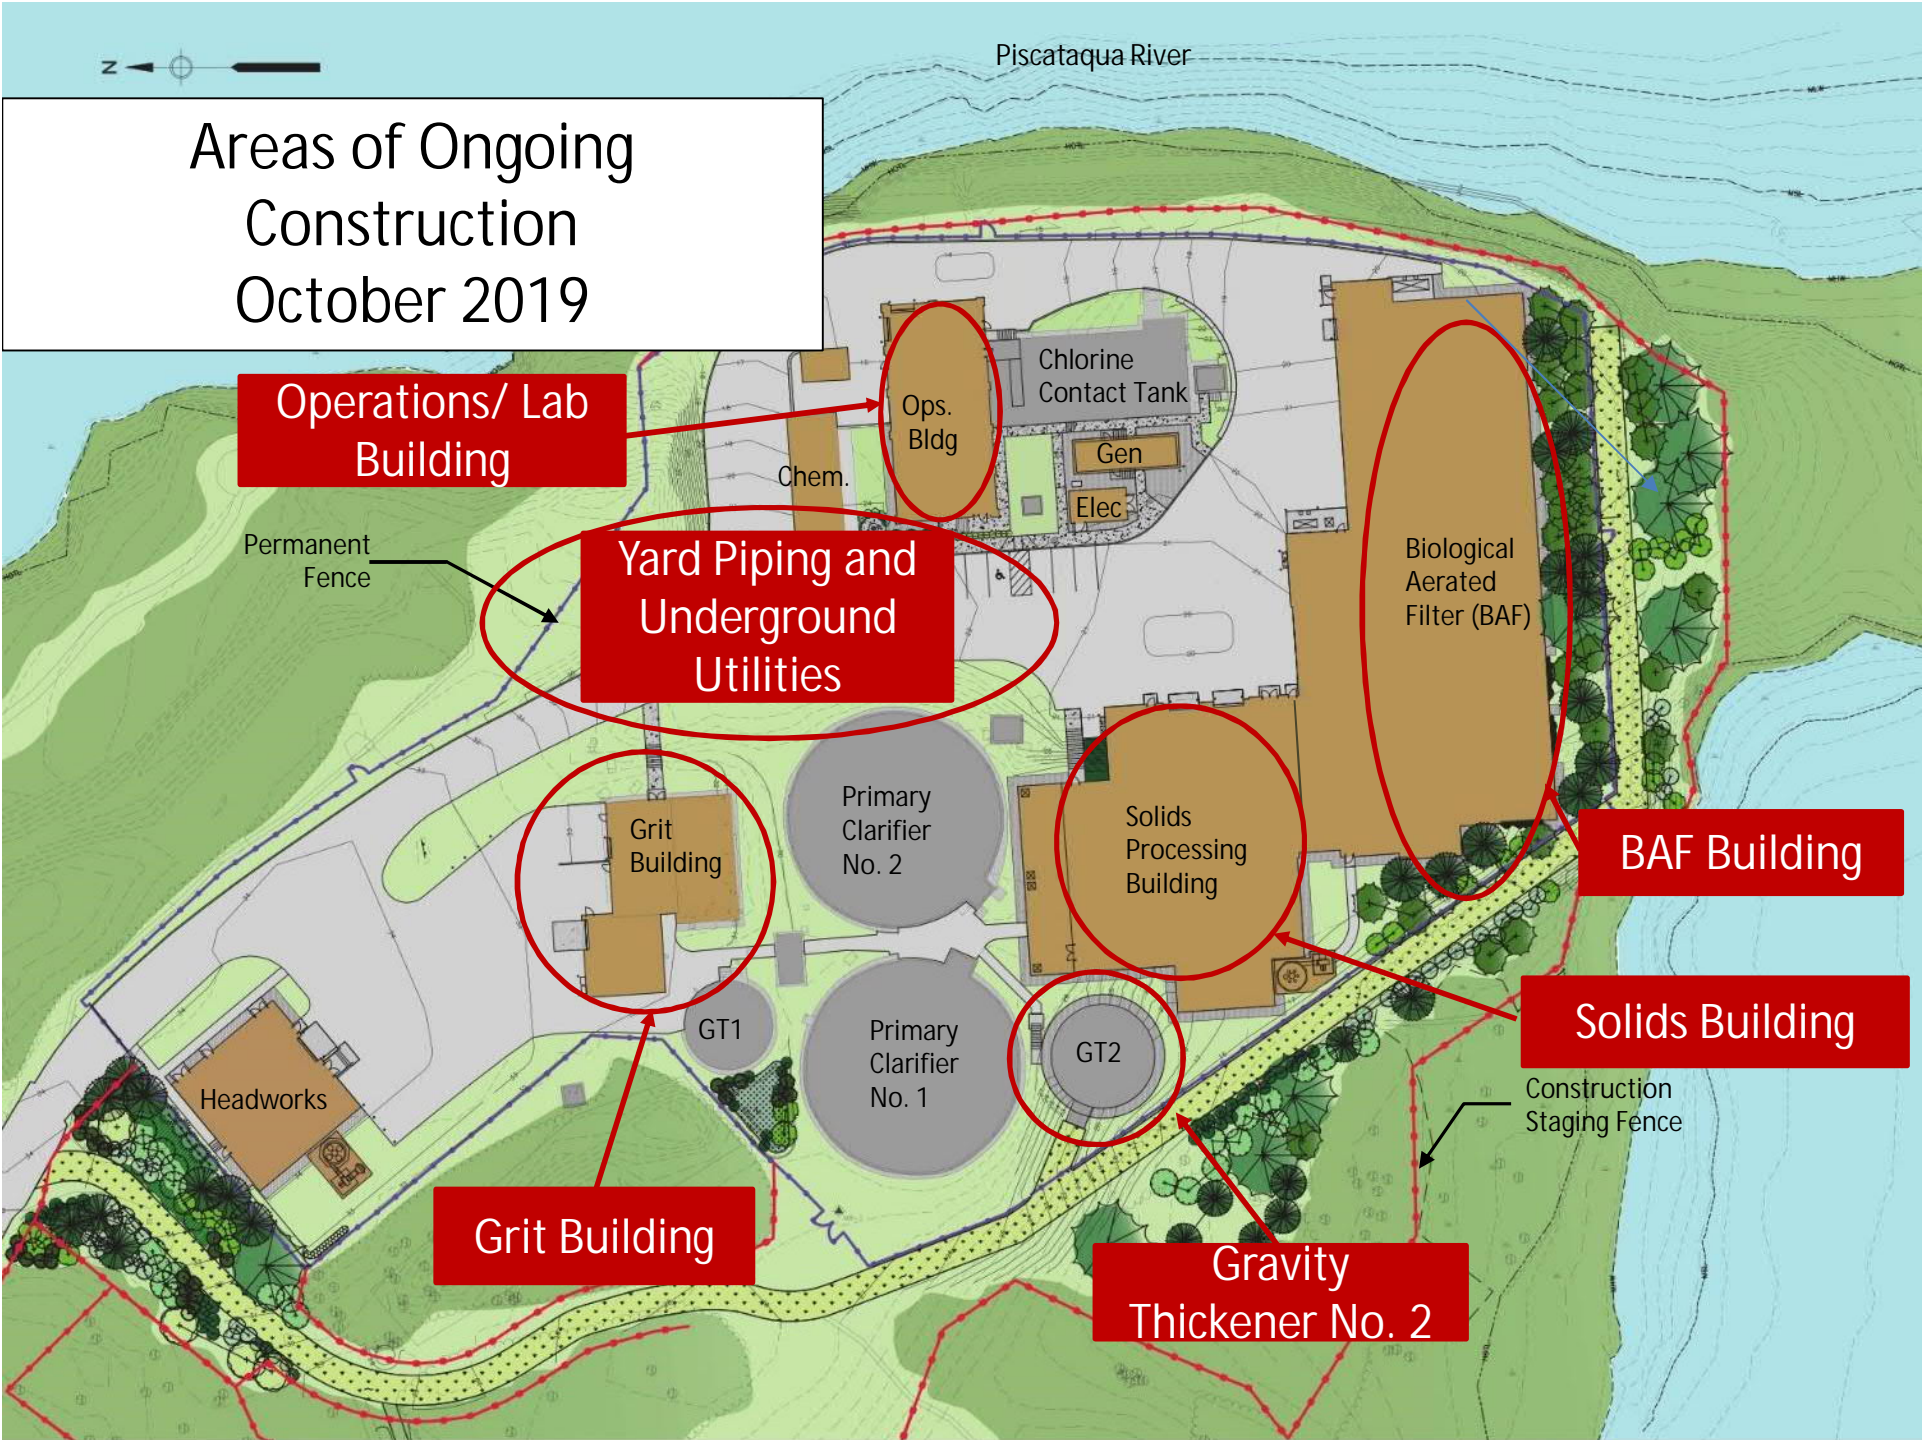 Piscataqua River
N
Areas of Ongoing
Construction
October 2019
Operations/ Lab
Building
Chlorine
Contact Tank
Ops.
Bldg
Gen
Chem.
Elec
Permanent
Fence
Yard Piping and
Underground
Utilities
Biological
Aerated
Filter (BAF)
Grit
Building
Primary
Clarifier
No. 2
Solids
Processing
Building
BAF Building
Solids Building
GT1
Primary
Clarifier
No. 1
GT2
Headworks
Construction
Staging Fence
Grit Building
Gravity
Thickener No. 2